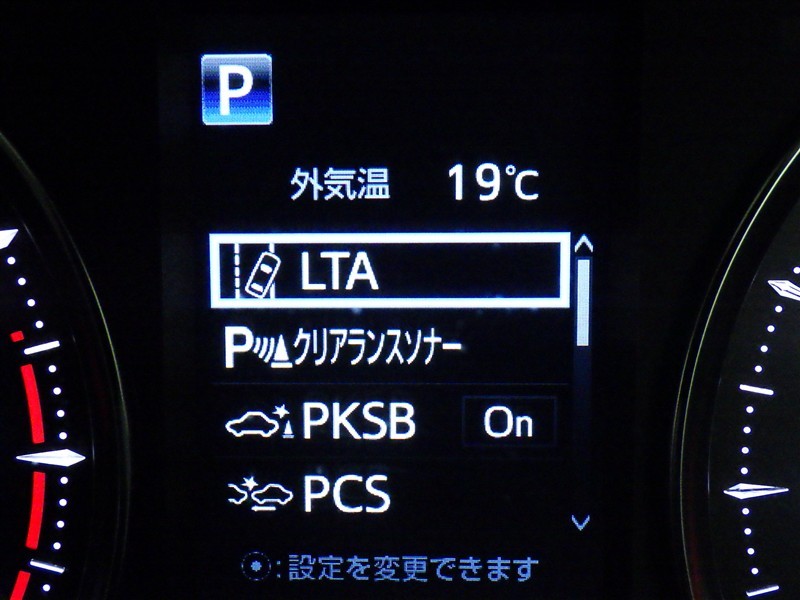 P
外気温 19℃
LTA
Pクリアランスソナー
PKSB On
PCS
:設定を変更できます